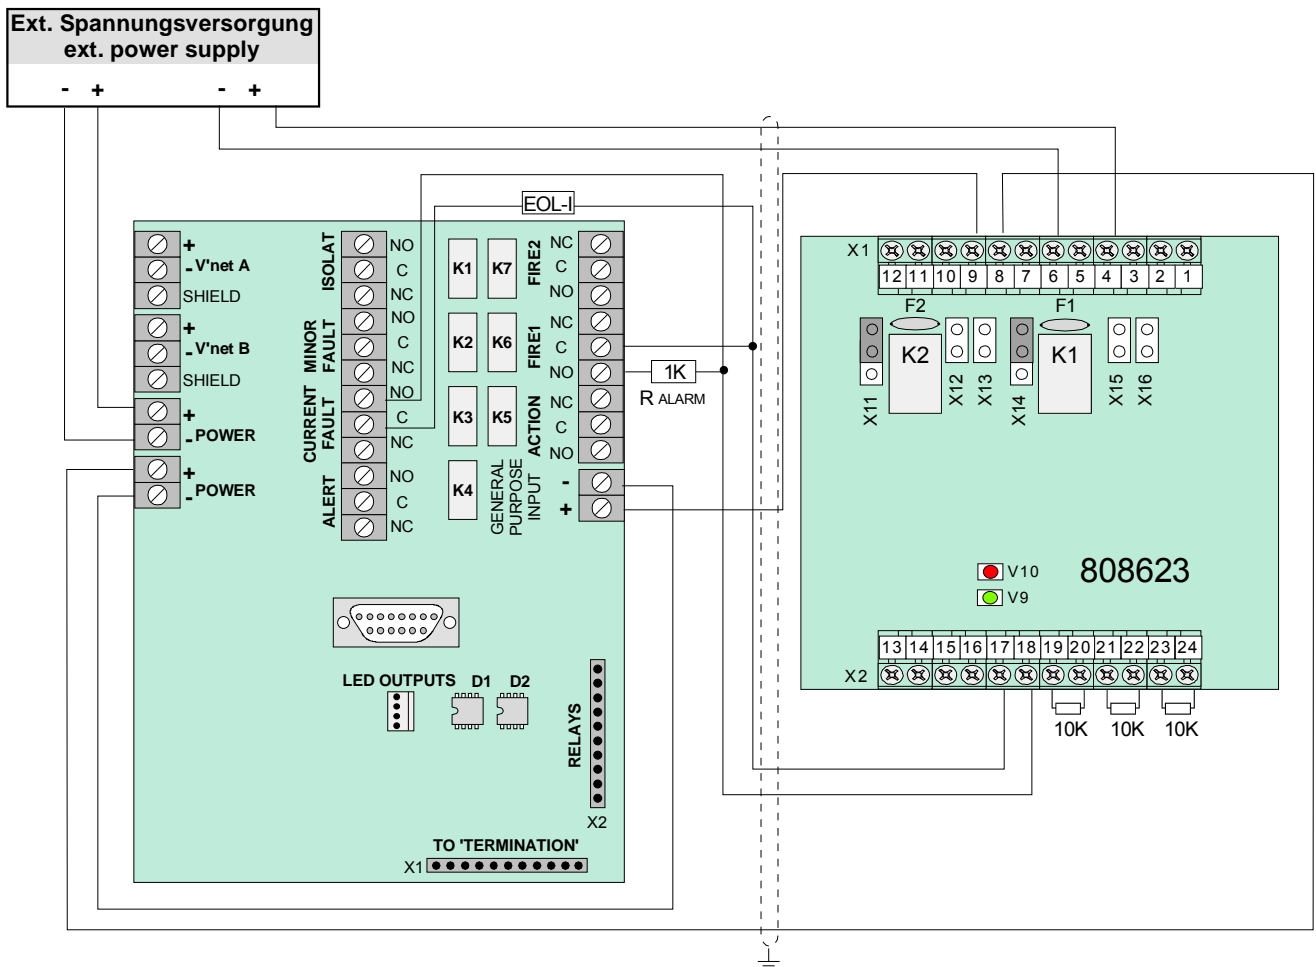 Ext. Spannungsversorgung
ext. power supply
- + - +
EOL-I
+
- V'net A
SHIELD
+
- V'net B
SHIELD
+
- POWER
+
- POWER
ISOLAT
NO
C
NC
MINOR
FAULT
NO
C
NC
CURRENT
FAULT
NO
C
NC
ALERT
NO
C
NC
K1 K7
K2 K6
K3 K5
K4
FIRE2
NC
C
NO
FIRE1
NC
C
NO
ACTION
NC
C
NO
GENERAL
PURPOSE
INPUT
-
+
1K
R ALARM
LED OUTPUTS D1 D2
RELAYS
X2
TO 'TERMINATION'
X1
X1
12 11 10 9 8 7 6 5 4 3 2 1
F2 F1
K2 K1
X11 X12 X13 X14 X15 X16
V10
V9
808623
13 14 15 16 17 18 19 20 21 22 23 24
X2
10K 10K 10K